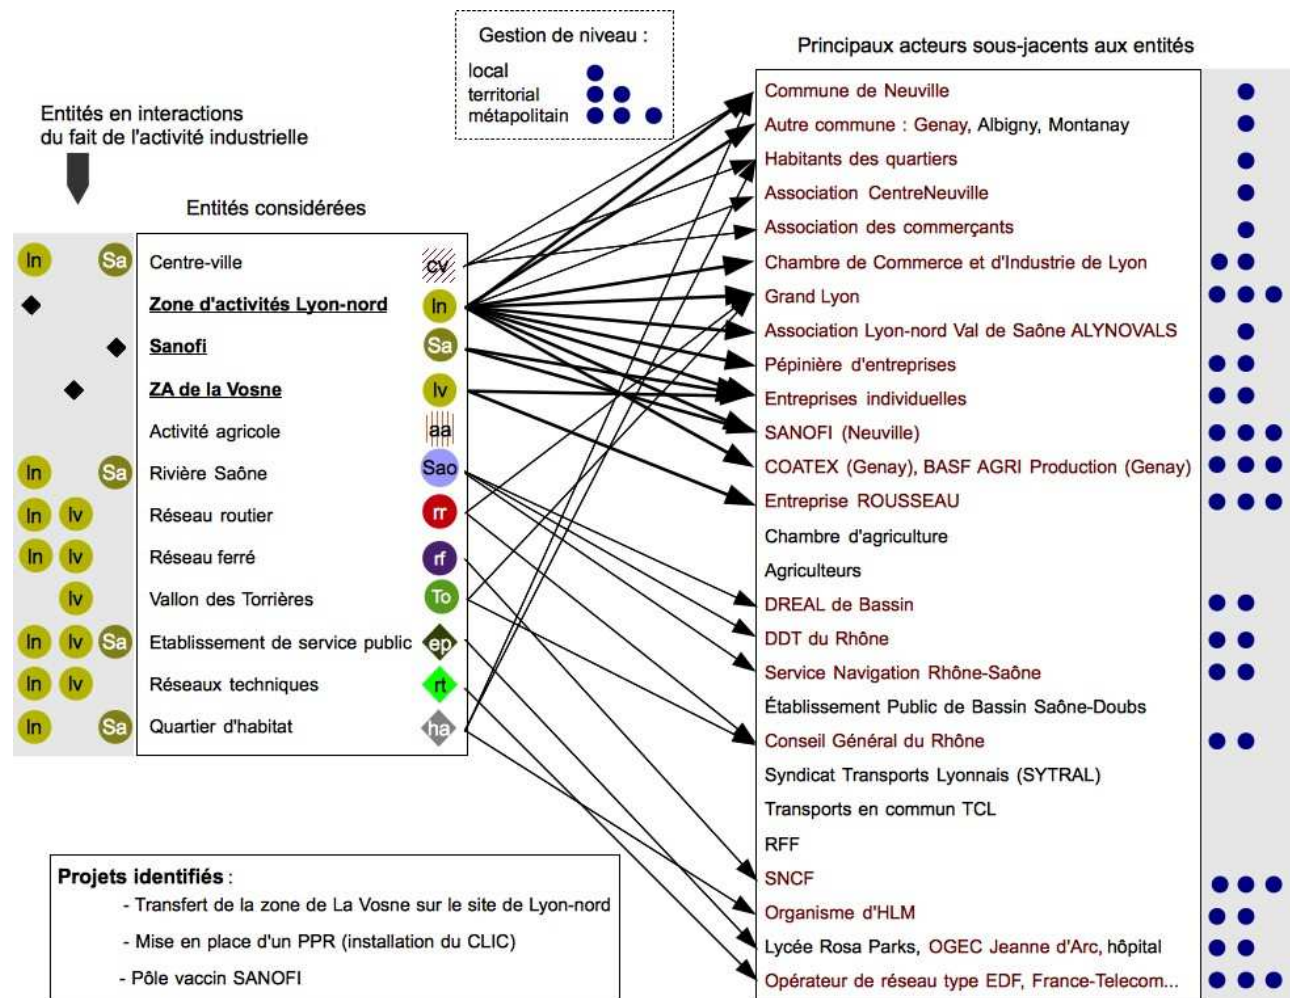 Gestion de niveau :
local
territorial
métapolitain
Principaux acteurs sous-jacents aux entités
Entités en interactions
du fait de l'activité industrielle
Entités considérées
ln Sa Centre-ville cv
Zone d'activités Lyon-nord ln
Sanofi Sa
ZA de la Vosne lv
Activité agricole aa
ln Sa Rivière Saône Sao
ln lv Réseau routier rr
ln lv Réseau ferré rf
lv Vallon des Torrières To
ln lv Sa Etablissement de service public ep
ln lv Réseaux techniques rt
ln Sa Quartier d'habitat ha
Commune de Neuville
Autre commune : Genay, Albigny, Montanay
Habitants des quartiers
Association CentreNeuville
Association des commerçants
Chambre de Commerce et d'Industrie de Lyon
Grand Lyon
Association Lyon-nord Val de Saône ALYNOVALS
Pépinière d'entreprises
Entreprises individuelles
SANOFI (Neuville)
COATEX (Genay), BASF AGRI Production (Genay)
Entreprise ROUSSEAU
Chambre d'agriculture
Agriculteurs
DREAL de Bassin
DDT du Rhône
Service Navigation Rhône-Saône
Établissement Public de Bassin Saône-Doubs
Conseil Général du Rhône
Syndicat Transports Lyonnais (SYTRAL)
Transports en commun TCL
RFF
SNCF
Organisme d'HLM
Lycée Rosa Parks, OGEC Jeanne d'Arc, hôpital
Opérateur de réseau type EDF, France-Telecom...
Projets identifiés :
- Transfert de la zone de La Vosne sur le site de Lyon-nord
- Mise en place d'un PPR (installation du CLIC)
- Pôle vaccin SANOFI